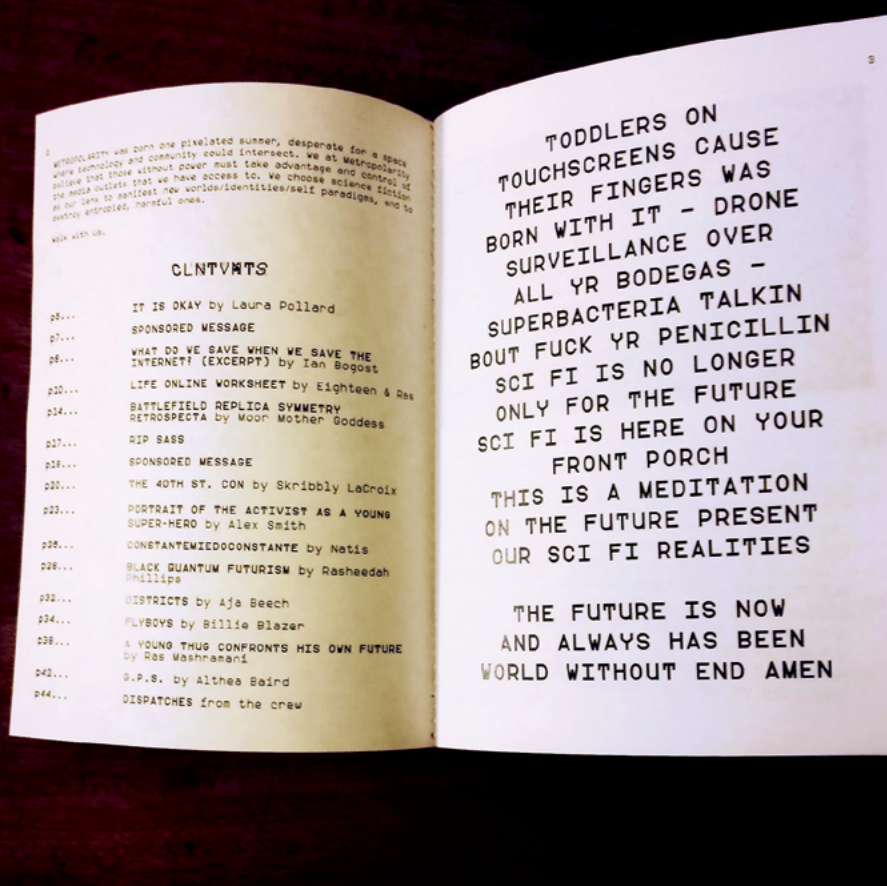 2
METROPOLARITY was born one pixelated summer, desperate for a space
where technology and community could intersect. We at Metropolarity
believe that those without power must take advantage and control of
the media outlets that we have access to. We choose science fiction
as our lens to manifest new worlds/identities/self paradigms, and to
destroy entropied, harmful ones.
walk with us.
CLNTVNTS
p5... IT IS OKAY by Laura Pollard
p7... SPONSORED MESSAGE
p8... WHAT DO WE SAVE WHEN WE SAVE THE
INTERNET? (EXCERPT) by Ian Bogost
p10... LIFE ONLINE WORKSHEET by Eighteen & Ras
p14... BATTLEFIELD REPLICA SYMMETRY
RETROSPECTA by Moor Mother Goddess
p17... RIP SASS
p18... SPONSORED MESSAGE
p20... THE 40TH ST. CON by Skribbly LaCroix
p23... PORTRAIT OF THE ACTIVIST AS A YOUNG
SUPER-HERO by Alex Smith
p26... CONSTANTEMIEDOCONSTANTE by Natis
p28... BLACK QUANTUM FUTURISM by Rasheedah
Phillips
p32... DISTRICTS by Aja Beech
p34... FLYBOYS by Billie Blazer
p38... A YOUNG THUG CONFRONTS HIS OWN FUTURE
by Ras Mashramani
p42... G.P.S. by Althea Baird
p44... DISPATCHES from the crew
3
TODDLERS ON
TOUCHSCREENS CAUSE
THEIR FINGERS WAS
BORN WITH IT - DRONE
SURVEILLANCE OVER
ALL YR BODEGAS -
SUPERBACTERIA TALKIN
BOUT FUCK YR PENICILLIN
SCI FI IS NO LONGER
ONLY FOR THE FUTURE
SCI FI IS HERE ON YOUR
FRONT PORCH
THIS IS A MEDITATION
ON THE FUTURE PRESENT
OUR SCI FI REALITIES
THE FUTURE IS NOW
AND ALWAYS HAS BEEN
WORLD WITHOUT END AMEN